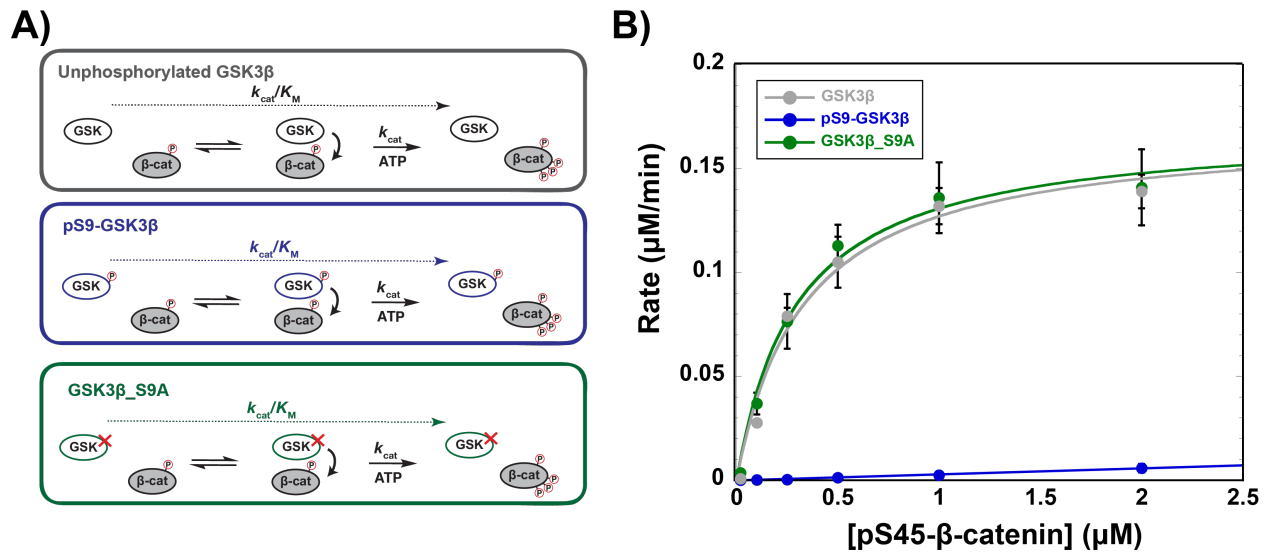 A)
Unphosphorylated GSK3β
kcat/KM
GSK
GSK
GSK
P
β-cat
P
β-cat
kcat
ATP
P
β-cat
P
P
P
pS9-GSK3β
kcat/KM
GSK
P
GSK
P
GSK
P
P
β-cat
P
β-cat
kcat
ATP
P
β-cat
P
P
P
GSK3β_S9A
kcat/KM
GSK
GSK
GSK
P
β-cat
P
β-cat
kcat
ATP
P
β-cat
P
P
P
B)
0.2
0.15
0.1
0.05
0
Rate (μM/min)
GSK3β
pS9-GSK3β
GSK3β_S9A
0 0.5 1 1.5 2 2.5
[pS45-β-catenin] (μM)